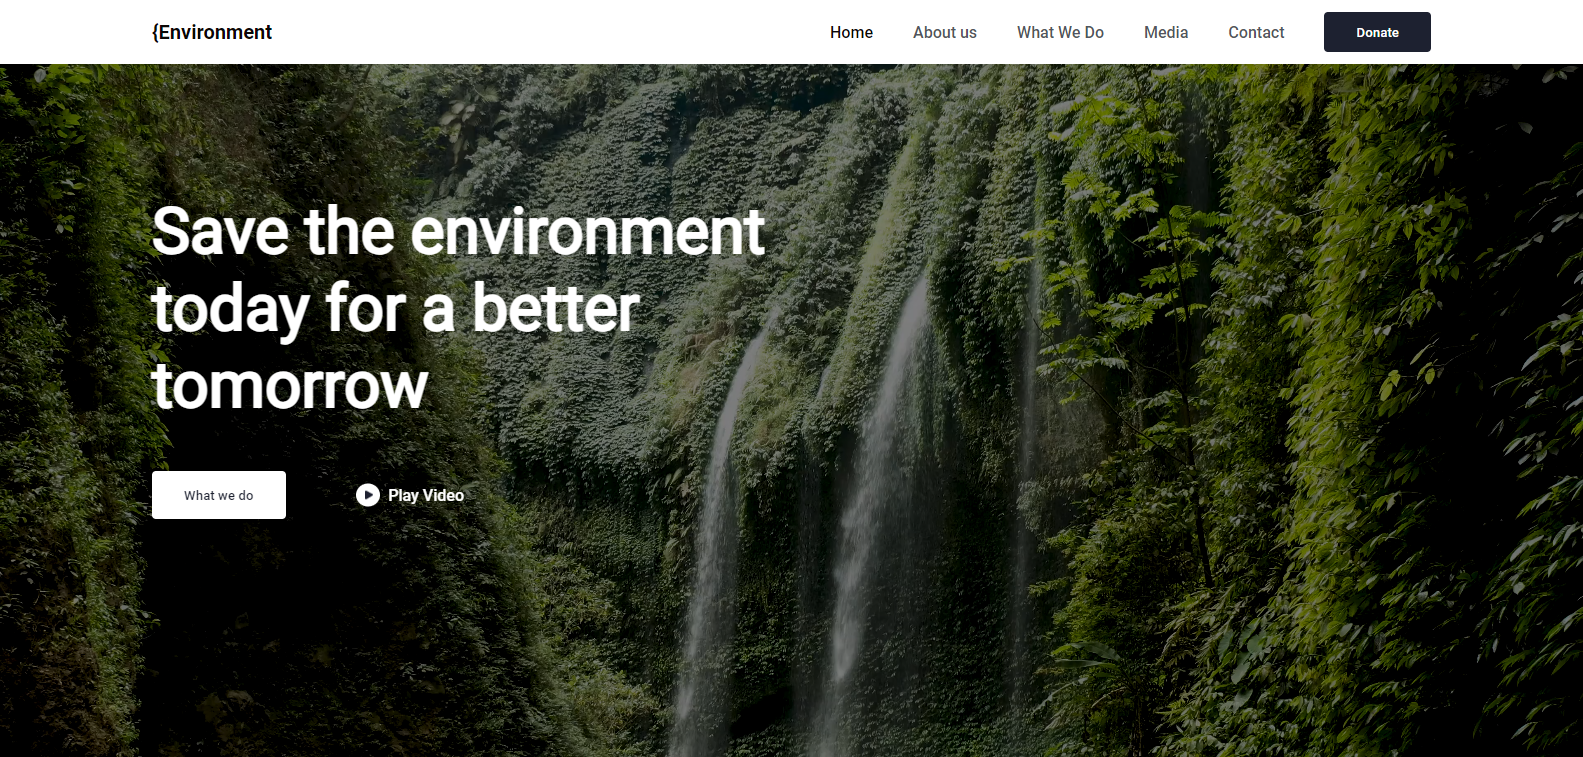 {Environment
Home About us What We Do Media Contact Donate
Save the environment
today for a better
tomorrow
What we do Play Video